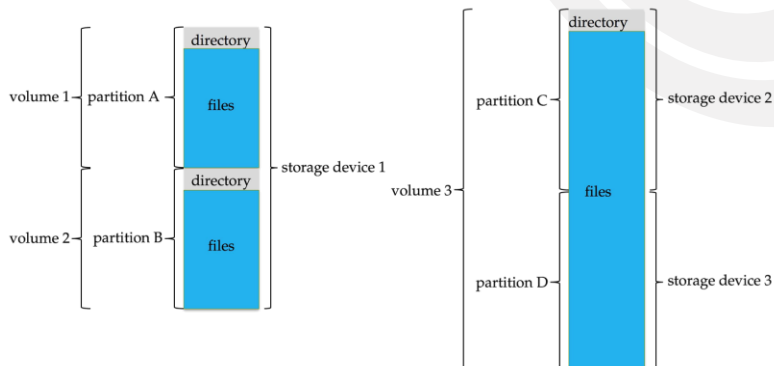 directory
volume 1
partition A
files
storage device 1
directory
volume 2
partition B
files
directory
partition C
storage device 2
volume 3
files
partition D
storage device 3